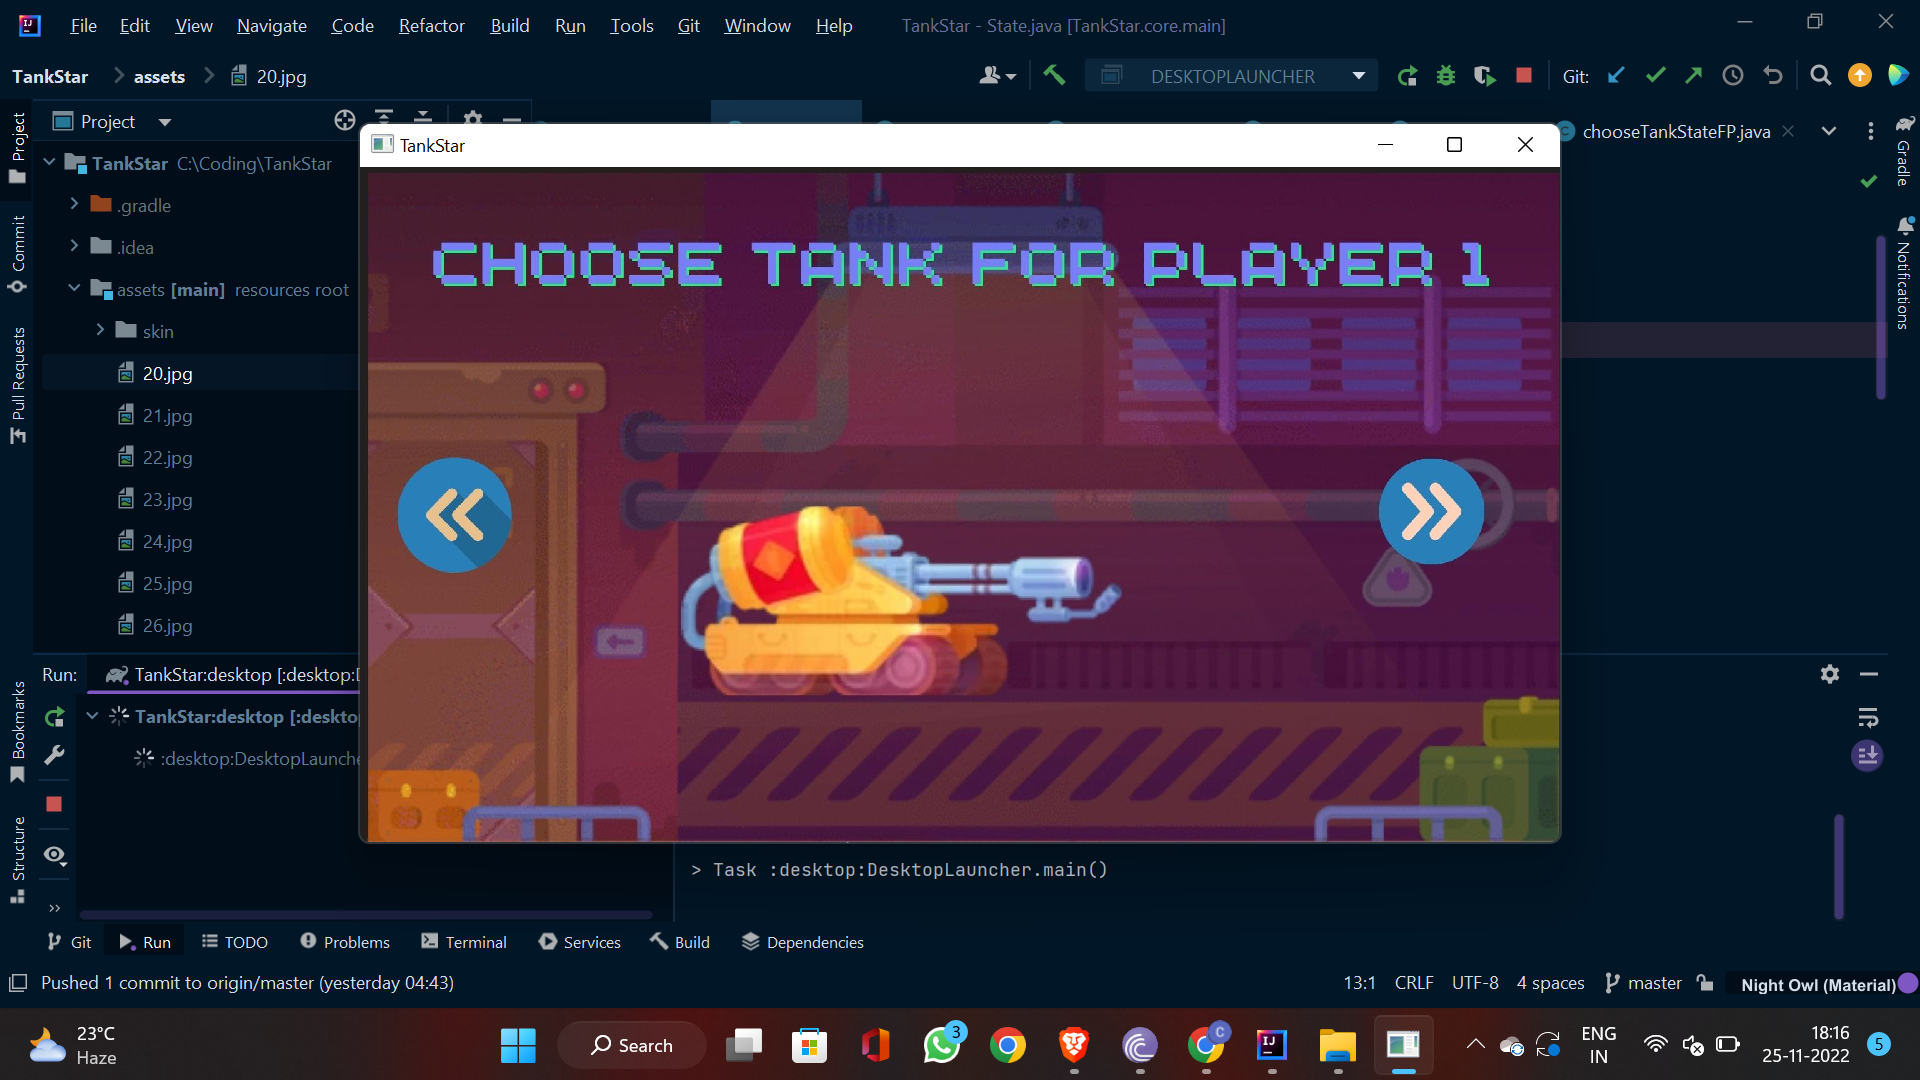 File Edit View Navigate Code Refactor Build Run Tools Git Window Help TankStar - State.java [TankStar.core.main]
TankStar assets 20.jpg DESKTOPLAUNCHER Git:
Project
chooseTankStateFP.java
TankStar
TankStar C:\Coding\TankStar
.gradle
.idea
assets [main] resources root
skin
20.jpg
21.jpg
22.jpg
23.jpg
24.jpg
25.jpg
26.jpg
Project
Commit
Pull Requests
Bookmarks
Structure
Gradle
Notifications
CHOOSE TANK FOR PLAYER 1
Run: TankStar:desktop [:desktop:
TankStar:desktop [:deskto
:desktop:DesktopLaunche
> Task :desktop:DesktopLauncher.main()
Git Run TODO Problems Terminal Services Build Dependencies
Pushed 1 commit to origin/master (yesterday 04:43) 13:1 CRLF UTF-8 4 spaces master Night Owl (Material)
23°C
Haze
Search
3
C
ENG
IN
18:16
25-11-2022
5